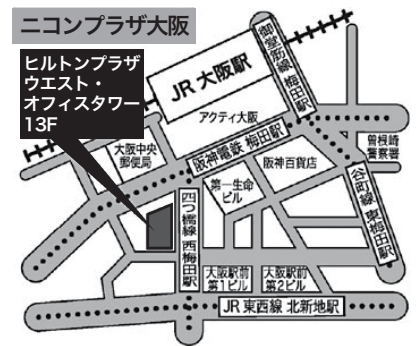 ニコンプラザ大阪
ヒルトンプラザ
ウエスト・
オフィスタワー
13F
JR 大阪駅
御堂筋線 梅田駅
アクティ大阪
大阪中央
郵便局
阪神電鉄 梅田駅
阪神百貨店
曽根崎
警察署
第一生命
ビル
谷町線 東梅田駅
四つ橋線 西梅田駅
大阪駅前
第1ビル
大阪駅前
第2ビル
JR 東西線 北新地駅